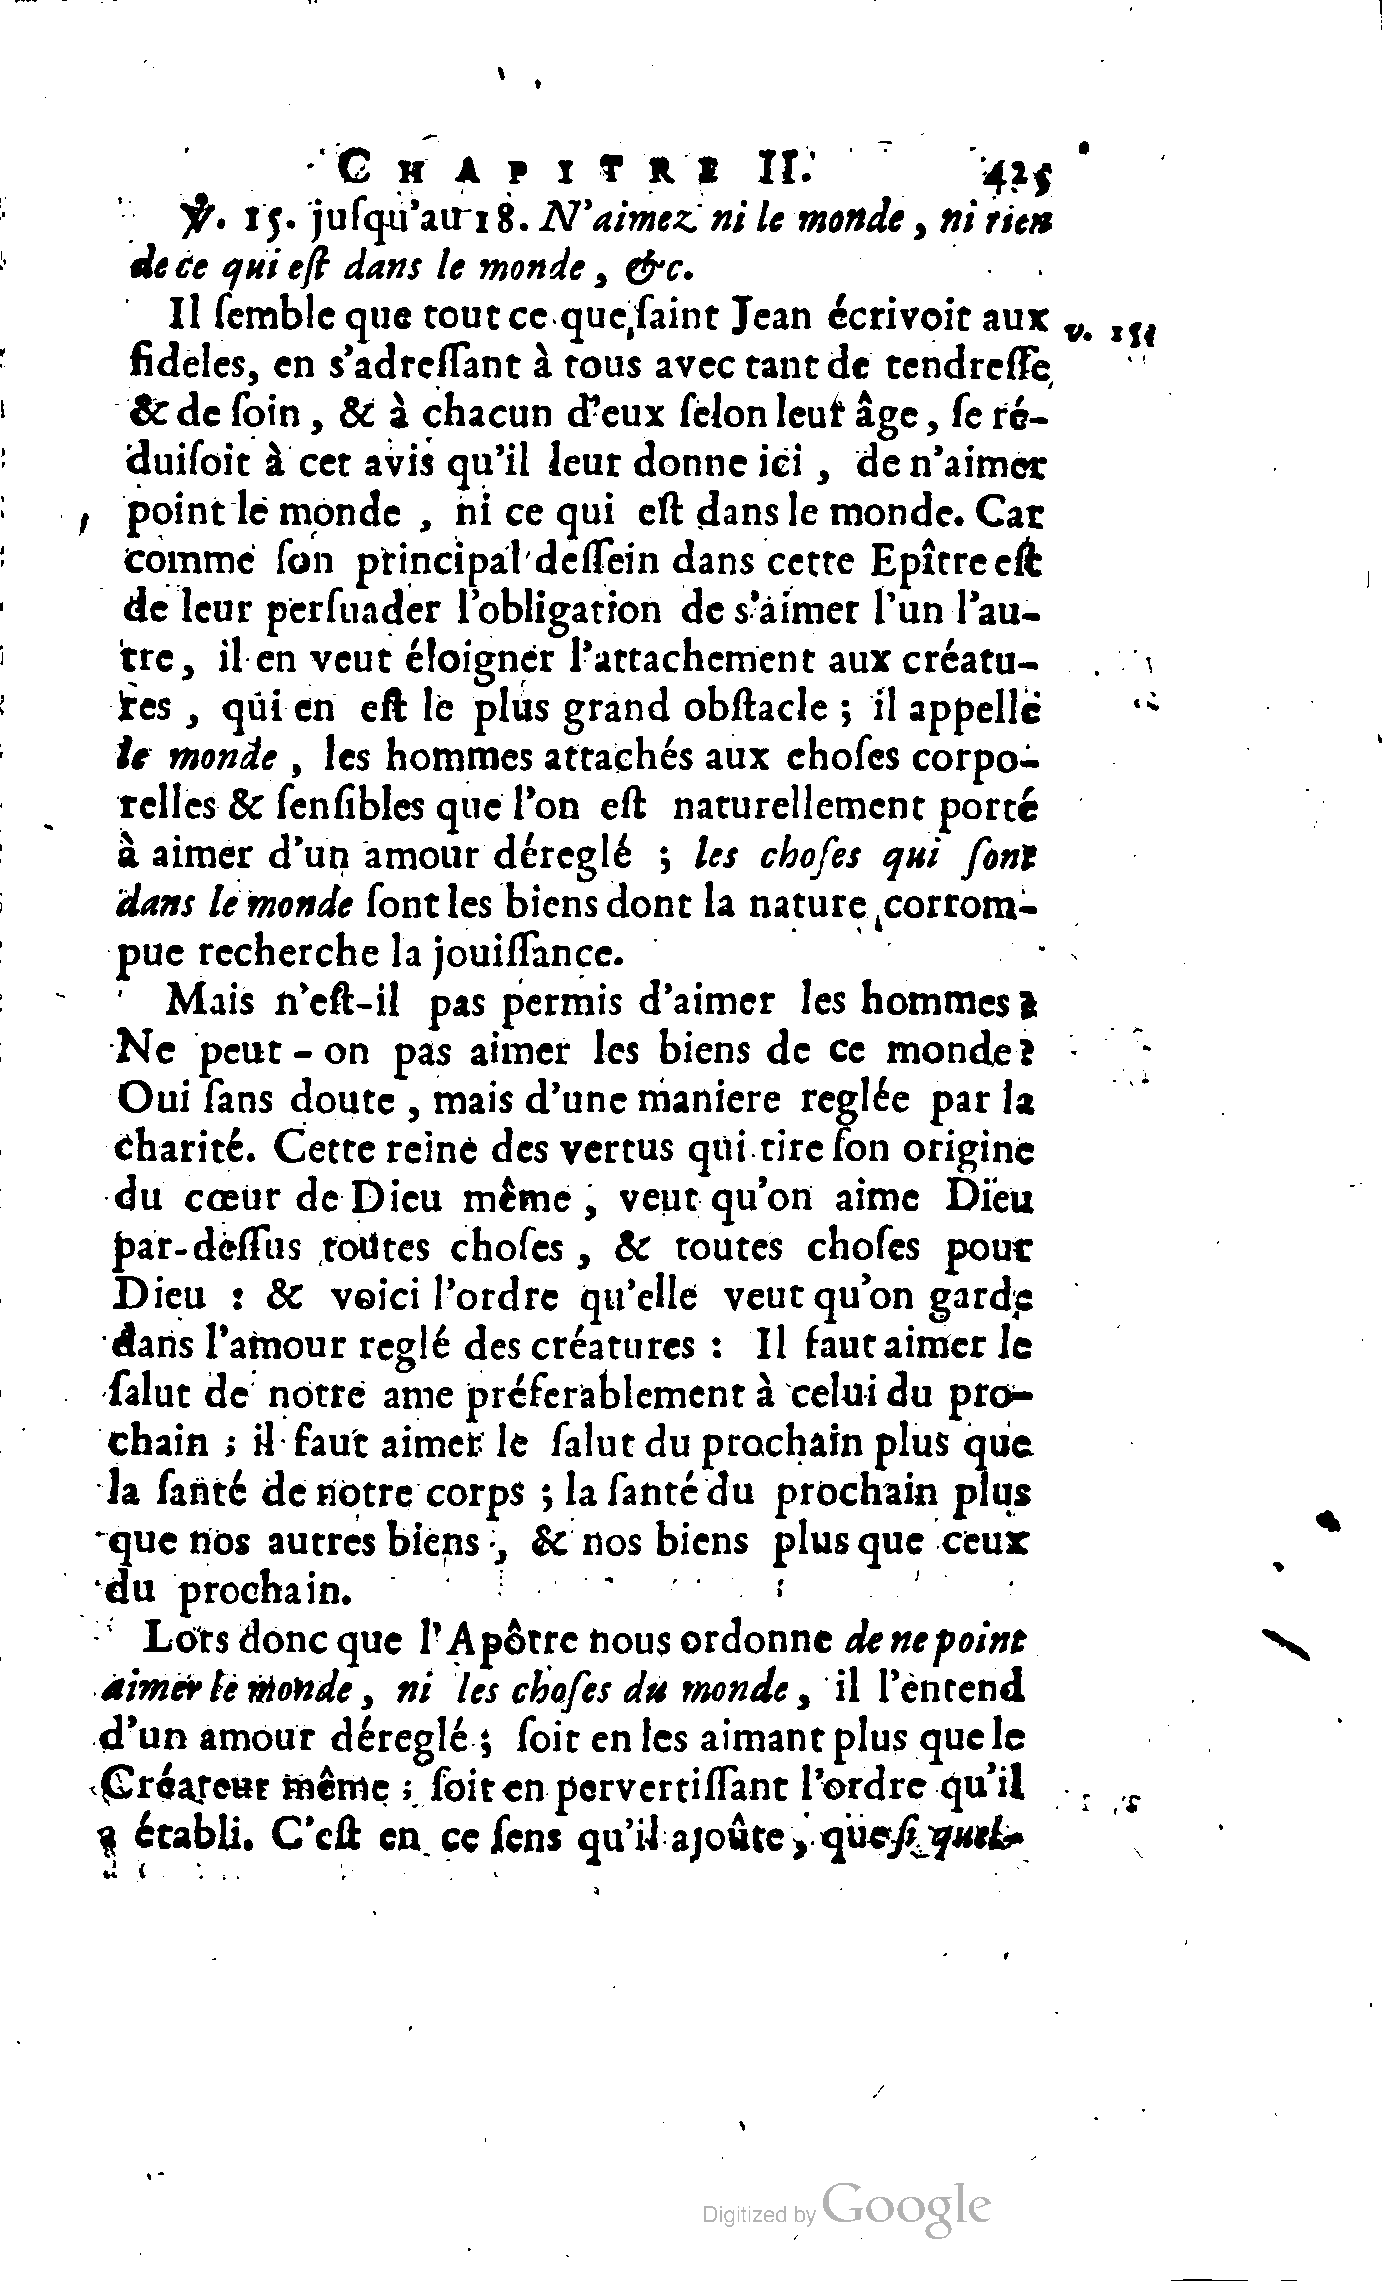 CHAPITRE II. 425
℣. 15. juſqu'au 18. N'aimez ni le monde, ni rien
de ce qui eſt dans le monde, &c.
Il ſemble que tout ce que ſaint Jean écrivoit aux
v. 15.
fideles, en s'adreſſant à tous avec tant de tendreſſe
& de ſoin, & à chacun d'eux ſelon leur âge, ſe ré-
duiſoit à cet avis qu'il leur donne ici, de n'aimer
point le monde, ni ce qui eſt dans le monde. Car
comme ſon principal deſſein dans cette Epître eſt
de leur perſuader l'obligation de s'aimer l'un l'au-
tre, il en veut éloigner l'attachement aux créatu-
res, qui en eſt le plus grand obſtacle; il appelle
le monde, les hommes attachés aux choſes corpo-
relles & ſenſibles que l'on eſt naturellement porté
à aimer d'un amour déreglé; les choſes qui ſont
dans le monde ſont les biens dont la nature corrom-
pue recherche la jouiſſance.
Mais n'eſt-il pas permis d'aimer les hommes?
Ne peut-on pas aimer les biens de ce monde?
Oui ſans doute, mais d'une maniere reglée par la
charité. Cette reine des vertus qui tire ſon origine
du cœur de Dieu même, veut qu'on aime Dieu
par-deſſus toutes choſes, & toutes choſes pour
Dieu : & voici l'ordre qu'elle veut qu'on garde
dans l'amour reglé des créatures : Il faut aimer le
ſalut de notre ame préferablement à celui du pro-
chain; il faut aimer le ſalut du prochain plus que
la ſanté de notre corps; la ſanté du prochain plus
que nos autres biens, & nos biens plus que ceux
du prochain.
Lors donc que l'Apôtre nous ordonne de ne point
aimer le monde, ni les choſes du monde, il l'entend
d'un amour déreglé; ſoit en les aimant plus que le
Créateur même; ſoit en pervertiſſant l'ordre qu'il
a établi. C'eſt en ce ſens qu'il ajoûte, que ſi quel-
Digitized by Google